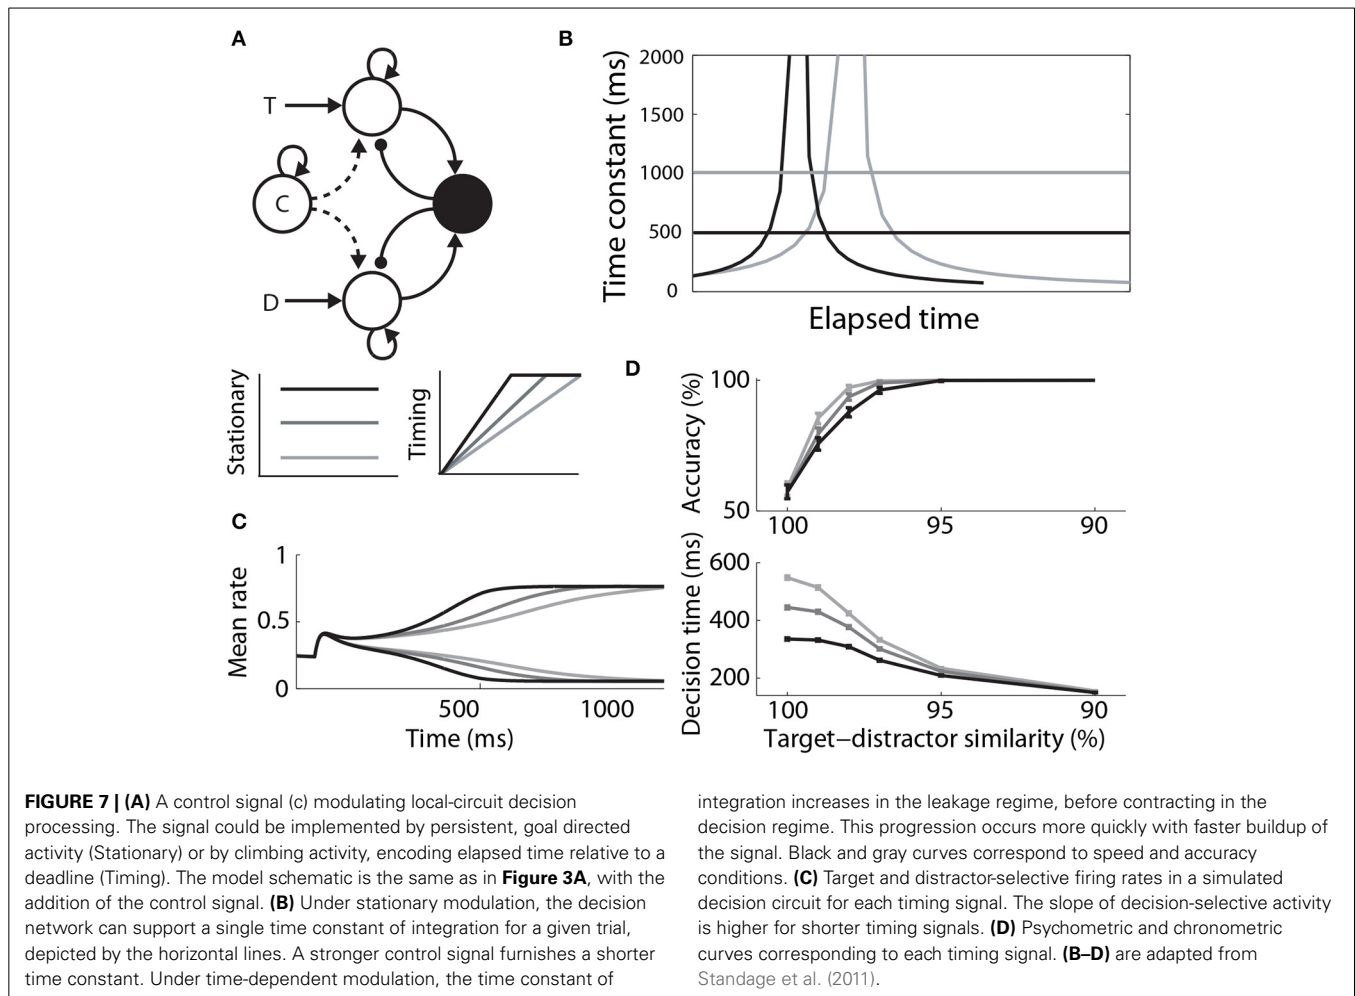 A
T
C
D
Stationary
Timing
B
Time constant (ms)
2000
1500
1000
500
0
Elapsed time
C
Mean rate
1
0.5
0
500
1000
Time (ms)
D
Accuracy (%)
100
50
100
95
90
Decision time (ms)
600
400
200
100
95
90
Target–distractor similarity (%)
FIGURE 7 | (A) A control signal (c) modulating local-circuit decision
processing. The signal could be implemented by persistent, goal directed
activity (Stationary) or by climbing activity, encoding elapsed time relative to a
deadline (Timing). The model schematic is the same as in Figure 3A, with the
addition of the control signal. (B) Under stationary modulation, the decision
network can support a single time constant of integration for a given trial,
depicted by the horizontal lines. A stronger control signal furnishes a shorter
time constant. Under time-dependent modulation, the time constant of
integration increases in the leakage regime, before contracting in the
decision regime. This progression occurs more quickly with faster buildup of
the signal. Black and gray curves correspond to speed and accuracy
conditions. (C) Target and distractor-selective firing rates in a simulated
decision circuit for each timing signal. The slope of decision-selective activity
is higher for shorter timing signals. (D) Psychometric and chronometric
curves corresponding to each timing signal. (B–D) are adapted from
Standage et al. (2011).